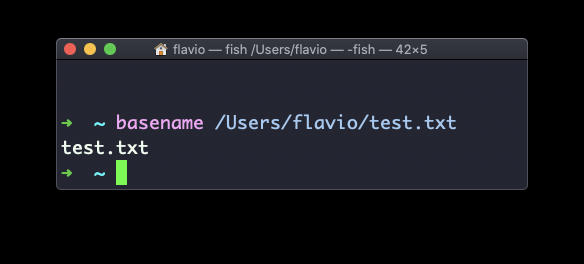 flavio — fish /Users/flavio — -fish — 42×5
➜ ~ basename /Users/flavio/test.txt
test.txt
➜ ~